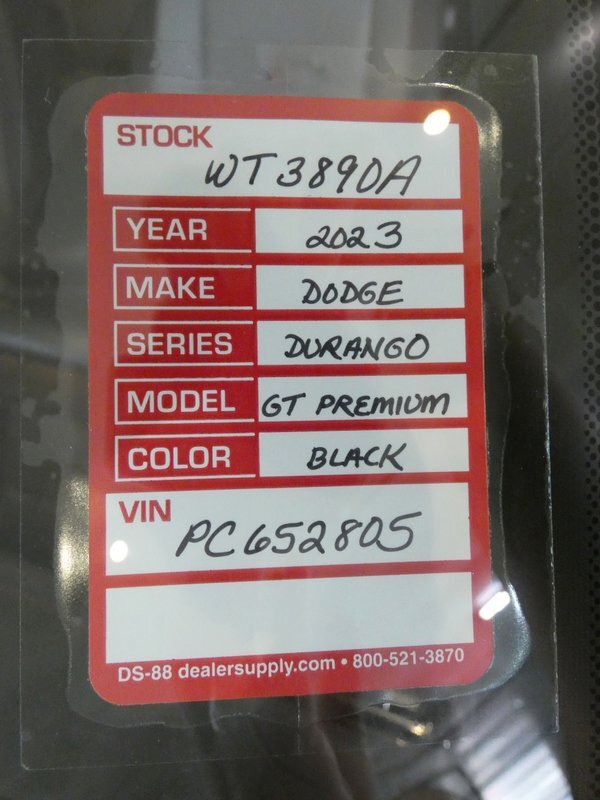 STOCK
WT3890A
YEAR 2023
MAKE DODGE
SERIES DURANGO
MODEL GT PREMIUM
COLOR BLACK
VIN
PC652805
DS-88 dealersupply.com • 800-521-3870